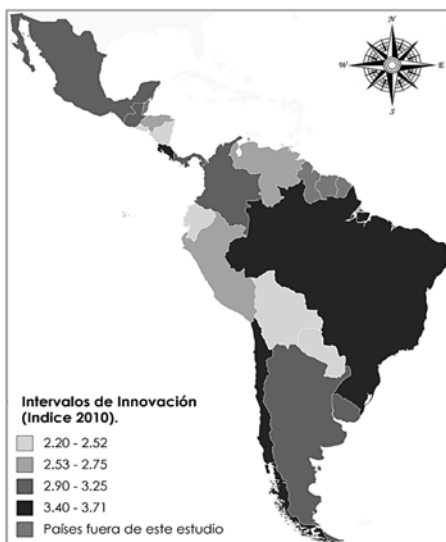 N
W
E
S
Intervalos de Innovación
(Indice 2010).
2.20 - 2.52
2.53 - 2.75
2.90 - 3.25
3.40 - 3.71
Países fuera de este estudio